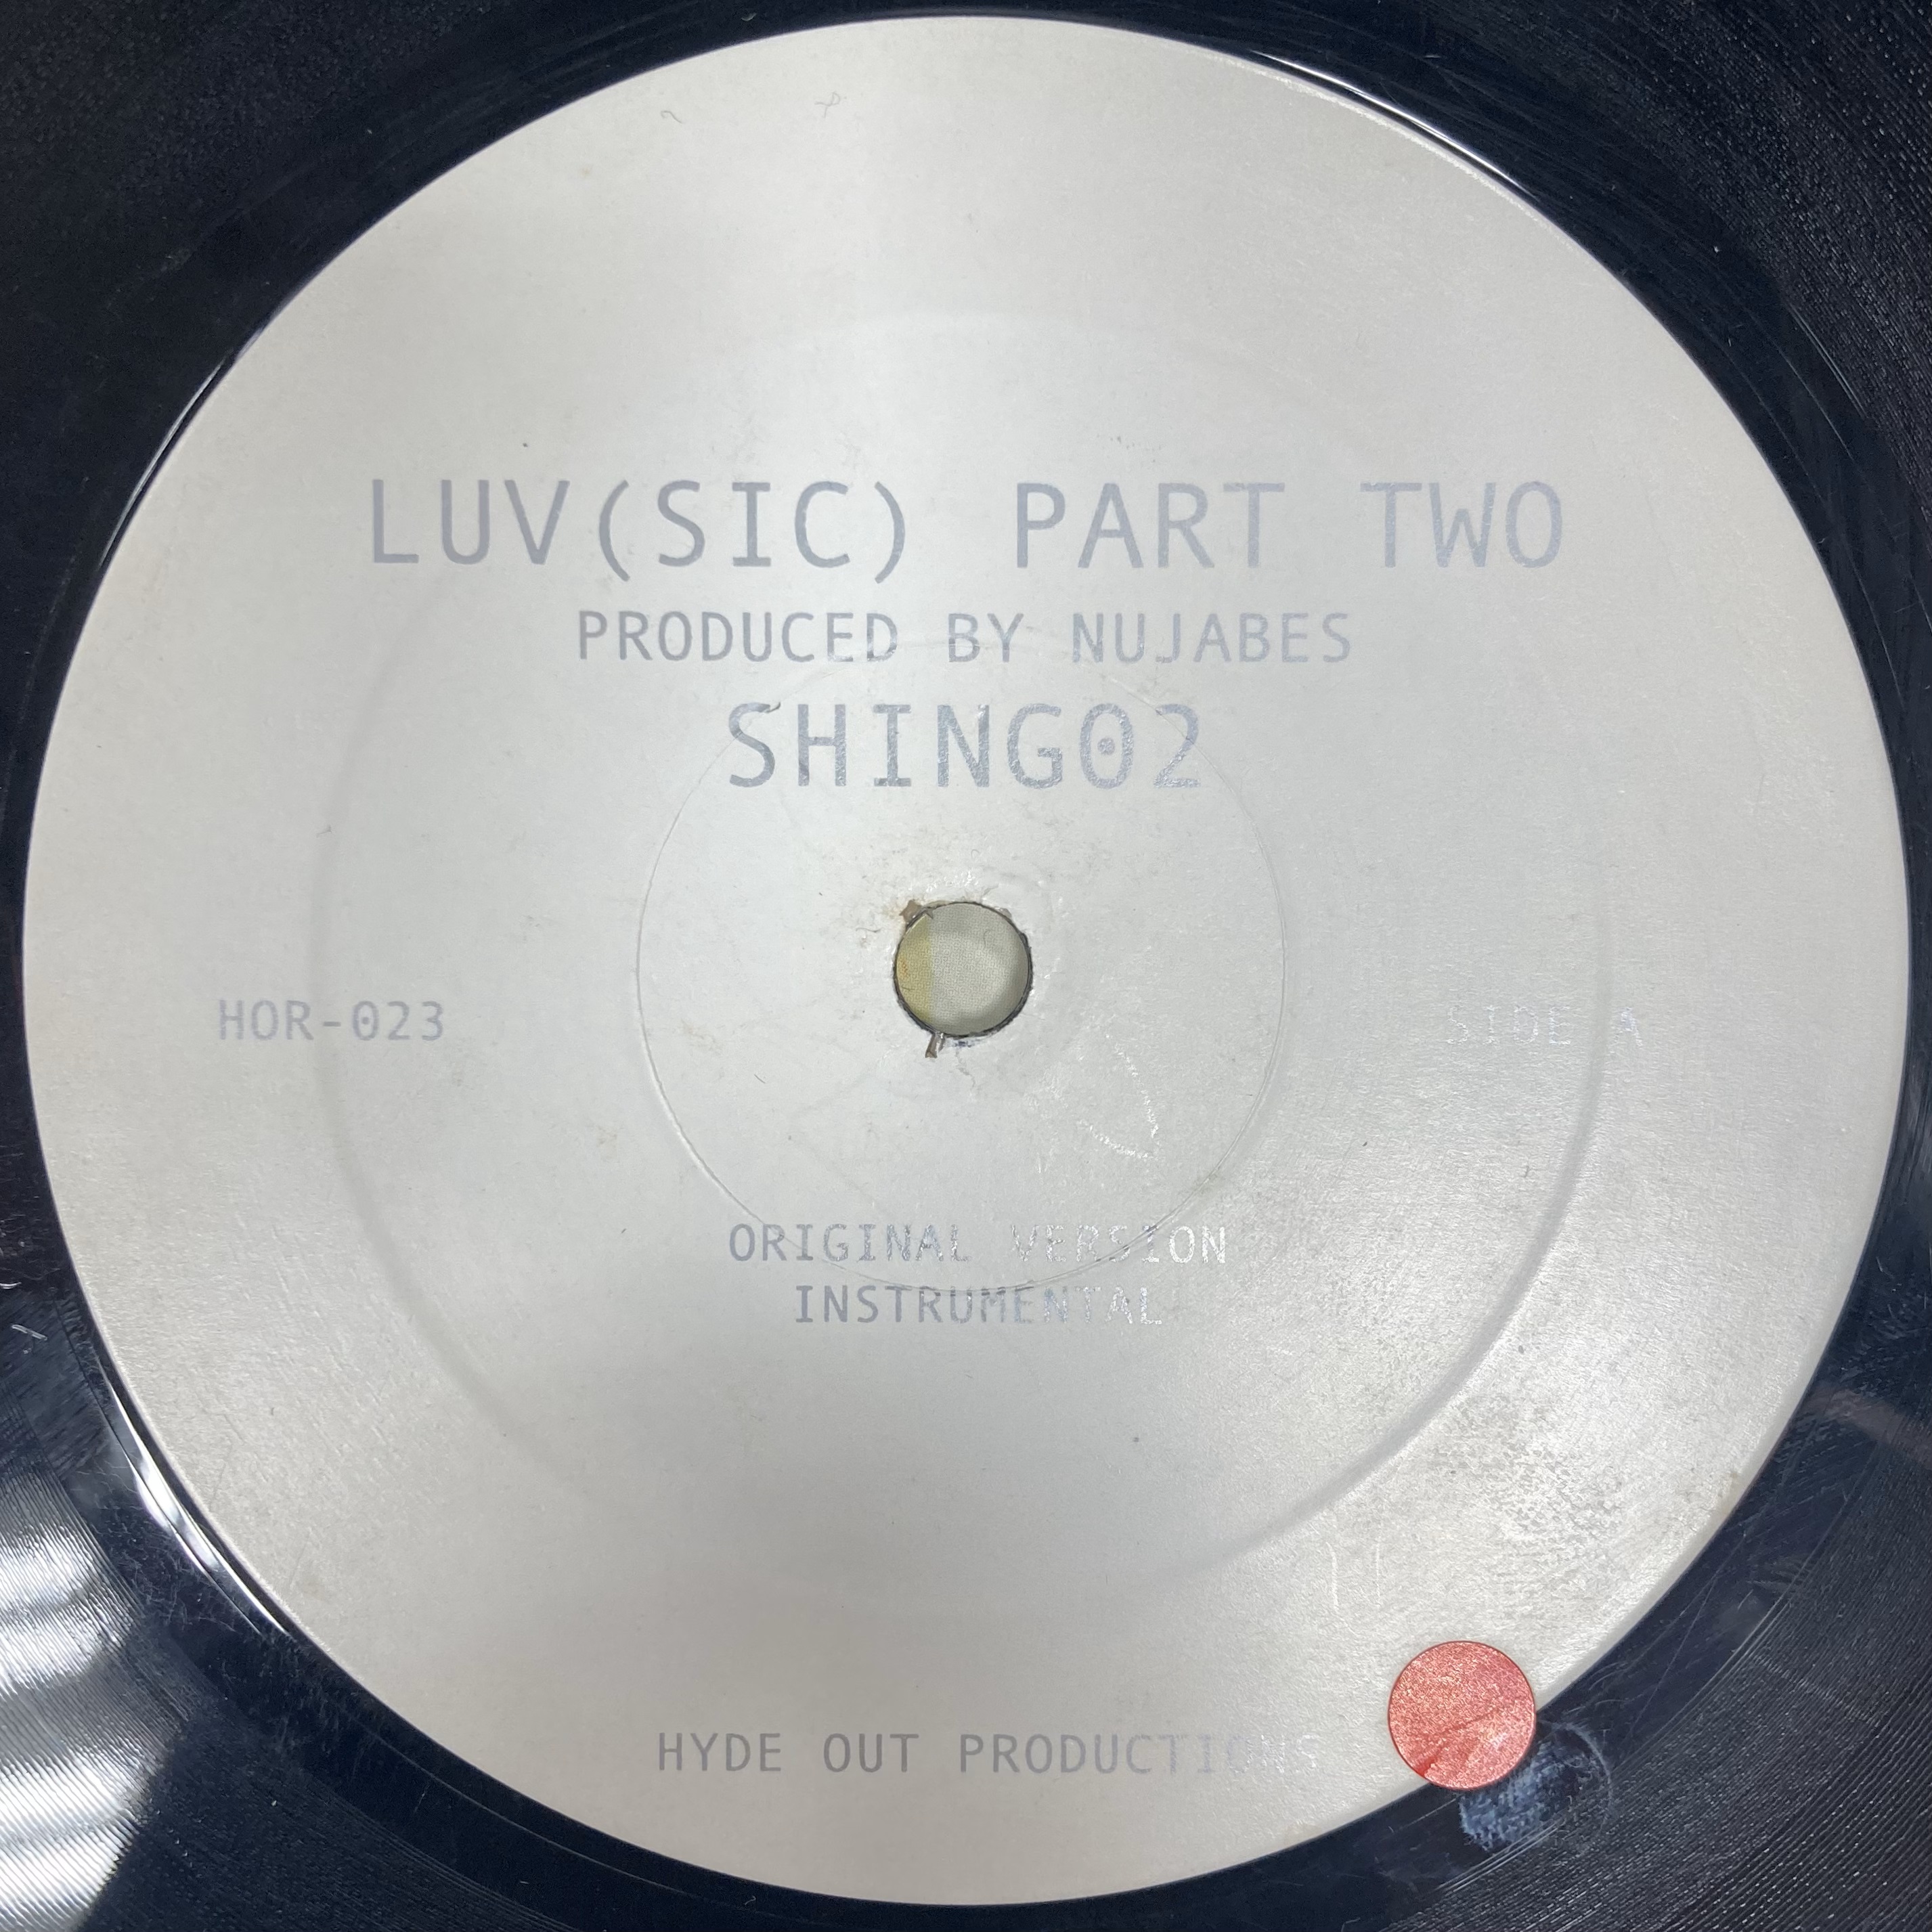 LUV(SIC) PART TWO
PRODUCED BY NUJABES
SHING02
HOR-023
SIDE A
ORIGINAL VERSION
INSTRUMENTAL
HYDE OUT PRODUCTIONS